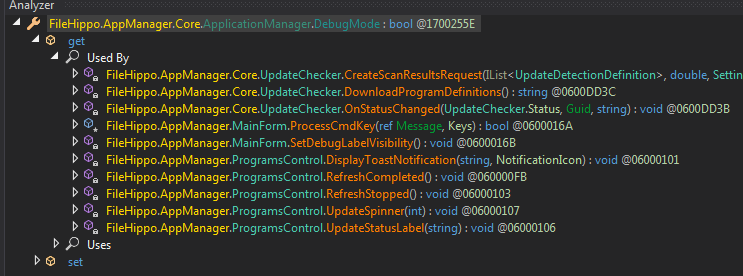 Analyzer
FileHippo.AppManager.Core.ApplicationManager.DebugMode : bool @1700255E
get
Used By
FileHippo.AppManager.Core.UpdateChecker.CreateScanResultsRequest(IList<UpdateDetectionDefinition>, double, Settin
FileHippo.AppManager.Core.UpdateChecker.DownloadProgramDefinitions() : string @0600DD3C
FileHippo.AppManager.Core.UpdateChecker.OnStatusChanged(UpdateChecker.Status, Guid, string) : void @0600DD3B
FileHippo.AppManager.MainForm.ProcessCmdKey(ref Message, Keys) : bool @0600016A
FileHippo.AppManager.MainForm.SetDebugLabelVisibility() : void @0600016B
FileHippo.AppManager.ProgramsControl.DisplayToastNotification(string, NotificationIcon) : void @06000101
FileHippo.AppManager.ProgramsControl.RefreshCompleted() : void @060000FB
FileHippo.AppManager.ProgramsControl.RefreshStopped() : void @06000103
FileHippo.AppManager.ProgramsControl.UpdateSpinner(int) : void @06000107
FileHippo.AppManager.ProgramsControl.UpdateStatusLabel(string) : void @06000106
Uses
set